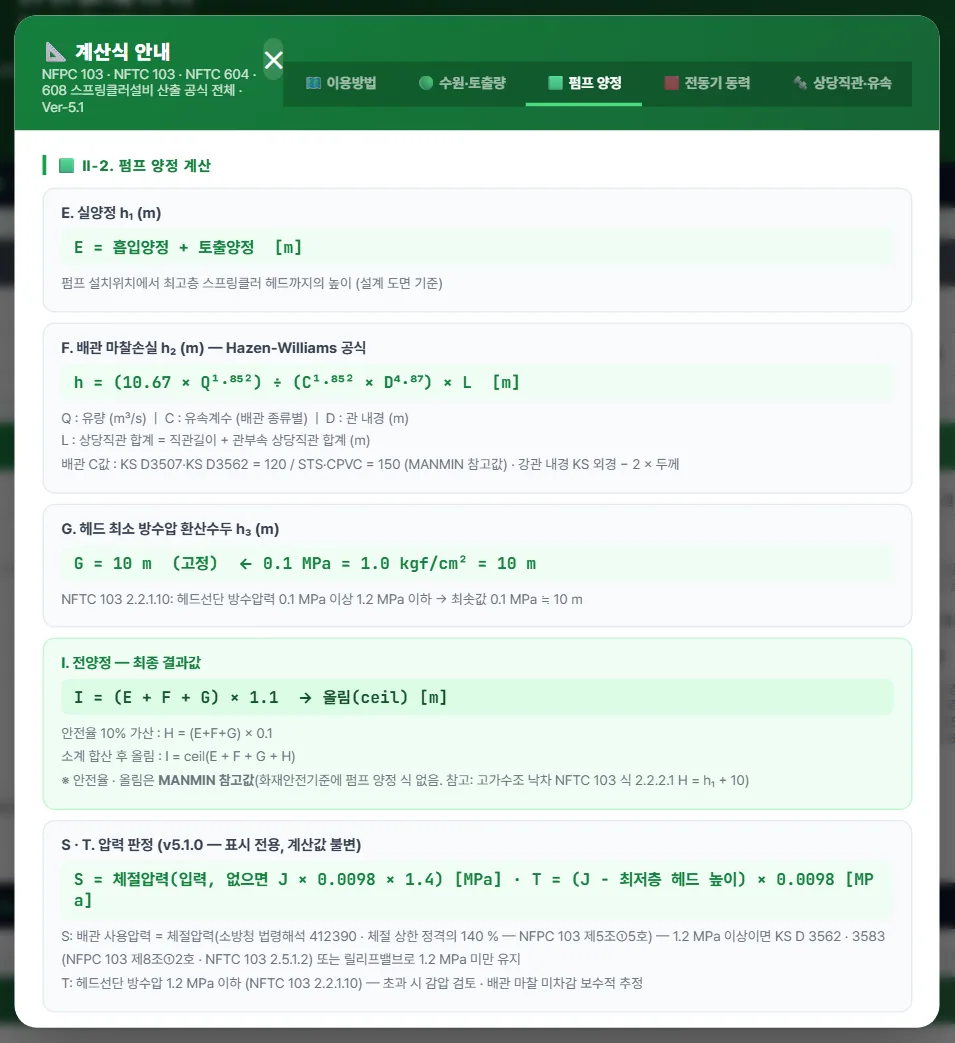 📐 계산식 안내
NFPC 103 · NFTC 103 · NFTC 604 ·
608 스프링클러설비 산출 공식 전체 ·
Ver-5.1
이용방법
수원·토출량
펌프 양정
전동기 동력
상당직관·유속
II-2. 펌프 양정 계산
E. 실양정 h₁ (m)
E = 흡입양정 + 토출양정 [m]
펌프 설치위치에서 최고층 스프링클러 헤드까지의 높이 (설계 도면 기준)
F. 배관 마찰손실 h₂ (m) — Hazen-Williams 공식
h = (10.67 × Q¹·⁸⁵²) ÷ (C¹·⁸⁵² × D⁴·⁸⁷) × L [m]
Q : 유량 (m³/s) | C : 유속계수 (배관 종류별) | D : 관 내경 (m)
L : 상당직관 합계 = 직관길이 + 관부속 상당직관 합계 (m)
배관 C값 : KS D3507·KS D3562 = 120 / STS·CPVC = 150 (MANMIN 참고값) · 강관 내경 KS 외경 − 2 × 두께
G. 헤드 최소 방수압 환산수두 h₃ (m)
G = 10 m (고정) ← 0.1 MPa = 1.0 kgf/cm² = 10 m
NFTC 103 2.2.1.10: 헤드선단 방수압력 0.1 MPa 이상 1.2 MPa 이하 → 최솟값 0.1 MPa ≒ 10 m
I. 전양정 — 최종 결과값
I = (E + F + G) × 1.1 → 올림(ceil) [m]
안전율 10% 가산 : H = (E+F+G) × 0.1
소계 합산 후 올림 : I = ceil(E + F + G + H)
※ 안전율 · 올림은 MANMIN 참고값(화재안전기준에 펌프 양정 식 없음. 참고: 고가수조 낙차 NFTC 103 식 2.2.2.1 H = h₁ + 10)
S · T. 압력 판정 (v5.1.0 — 표시 전용, 계산값 불변)
S = 체절압력(입력, 없으면 J × 0.0098 × 1.4) [MPa] · T = (J - 최저층 헤드 높이) × 0.0098 [MP
a]
S: 배관 사용압력 = 체절압력(소방청 법령해석 412390 · 체절 상한 정격의 140 % — NFPC 103 제5조①5호) — 1.2 MPa 이상이면 KS D 3562 · 3583
(NFPC 103 제8조①2호 · NFTC 103 2.5.1.2) 또는 릴리프밸브로 1.2 MPa 미만 유지
T: 헤드선단 방수압 1.2 MPa 이하 (NFTC 103 2.2.1.10) — 초과 시 감압 검토 · 배관 마찰 미차감 보수적 추정